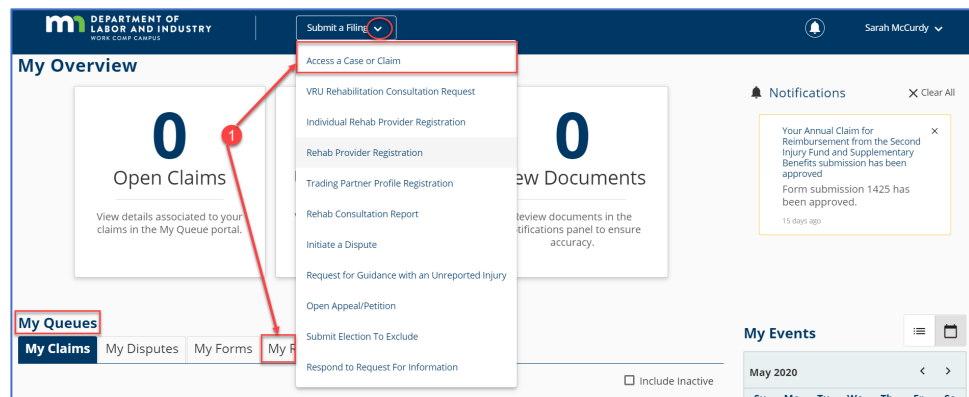 DEPARTMENT OF
LABOR AND INDUSTRY
WORK COMP CAMPUS
Submit a Filing
Sarah McCurdy
My Overview
Access a Case or Claim
VRU Rehabilitation Consultation Request
Individual Rehab Provider Registration
Rehab Provider Registration
Trading Partner Profile Registration
Rehab Consultation Report
Initiate a Dispute
Request for Guidance with an Unreported Injury
Open Appeal/Petition
Submit Election To Exclude
Respond to Request For Information
1
0
Open Claims
View details associated to your
claims in the My Queue portal.
0
ew Documents
Review documents in the
otifications panel to ensure
accuracy.
Notifications
Clear All
Your Annual Claim for
Reimbursement from the Second
Injury Fund and Supplementary
Benefits submission has been
approved
Form submission 1425 has
been approved.
15 days ago
My Queues
My Claims My Disputes My Forms My R
Include Inactive
My Events
May 2020